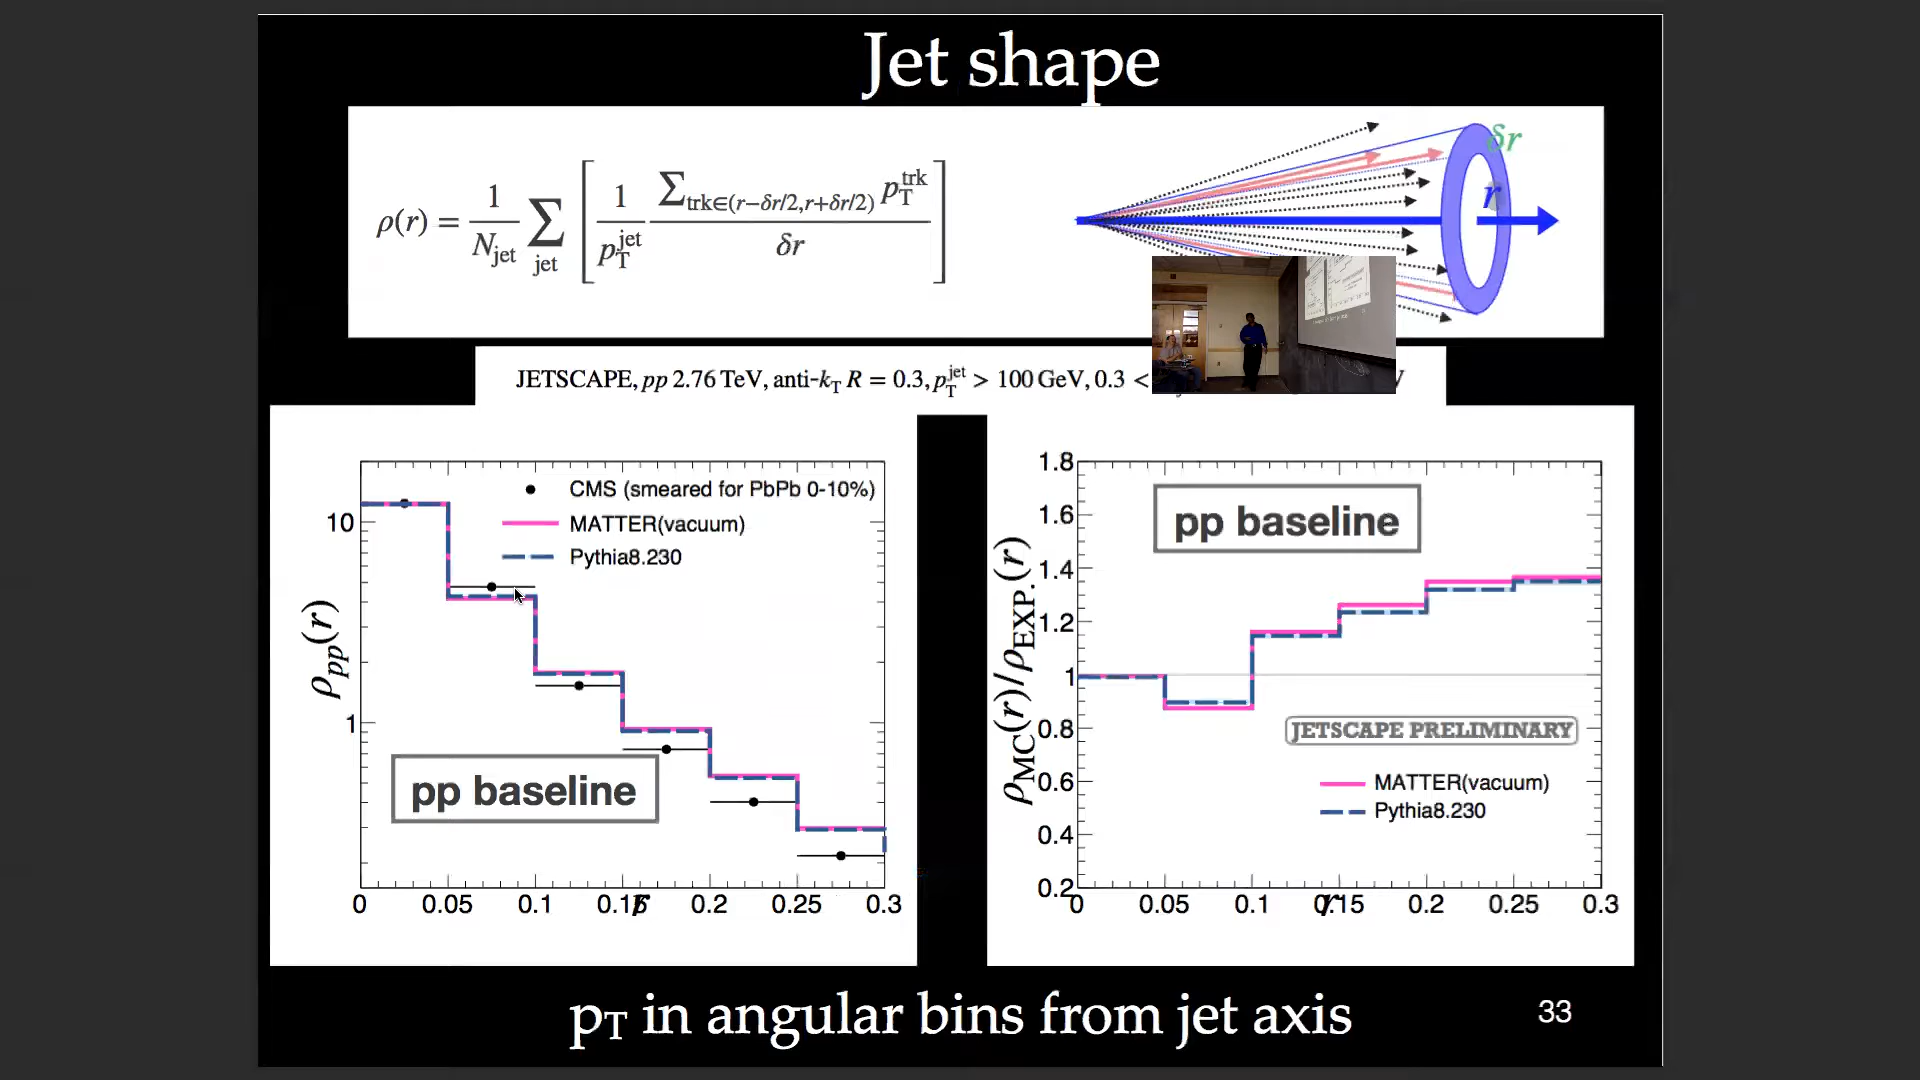 Jet shape
ρ(r) = 1/N_jet Σ_jet [ 1/p_T^jet Σ_trk∈(r−δr/2,r+δr/2) p_T^trk / δr ]
δr
r
JETSCAPE, pp 2.76 TeV, anti-k_T R = 0.3, p_T^jet > 100 GeV, 0.3 <
CMS (smeared for PbPb 0-10%)
MATTER(vacuum)
Pythia8.230
10
1
ρ_pp(r)
pp baseline
0 0.05 0.1 0.15 0.2 0.25 0.3
r
1.8
1.6
1.4
1.2
1
0.8
0.6
0.4
0.2
ρ_MC(r)/ρ_EXP.(r)
pp baseline
JETSCAPE PRELIMINARY
MATTER(vacuum)
Pythia8.230
0 0.05 0.1 0.15 0.2 0.25 0.3
r
p_T in angular bins from jet axis
33